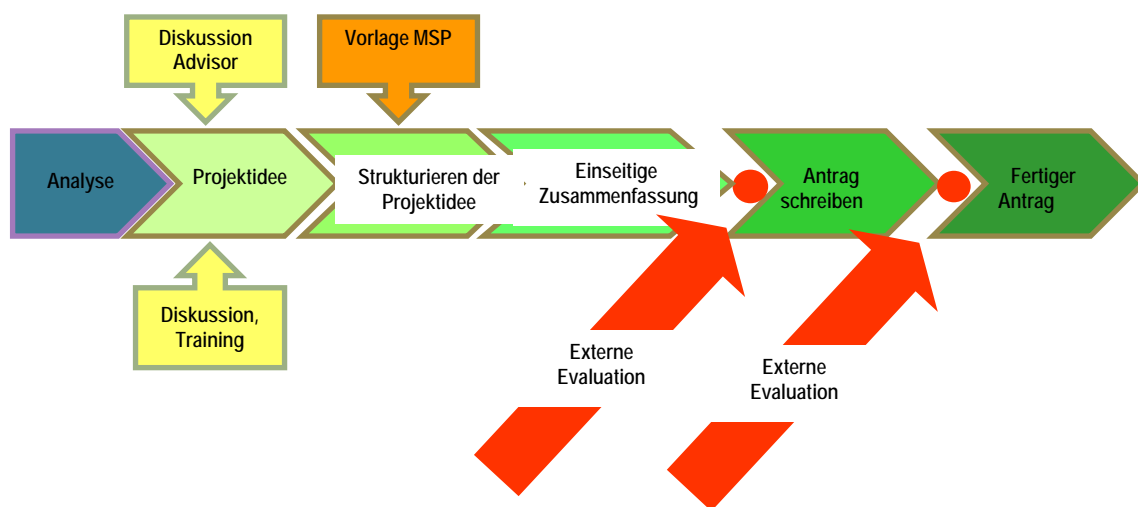 Diskussion
Advisor
Vorlage MSP
Analyse
Projektidee
Strukturieren der
Projektidee
Einseitige
Zusammenfassung
Antrag
schreiben
Fertiger
Antrag
Diskussion,
Training
Externe
Evaluation
Externe
Evaluation